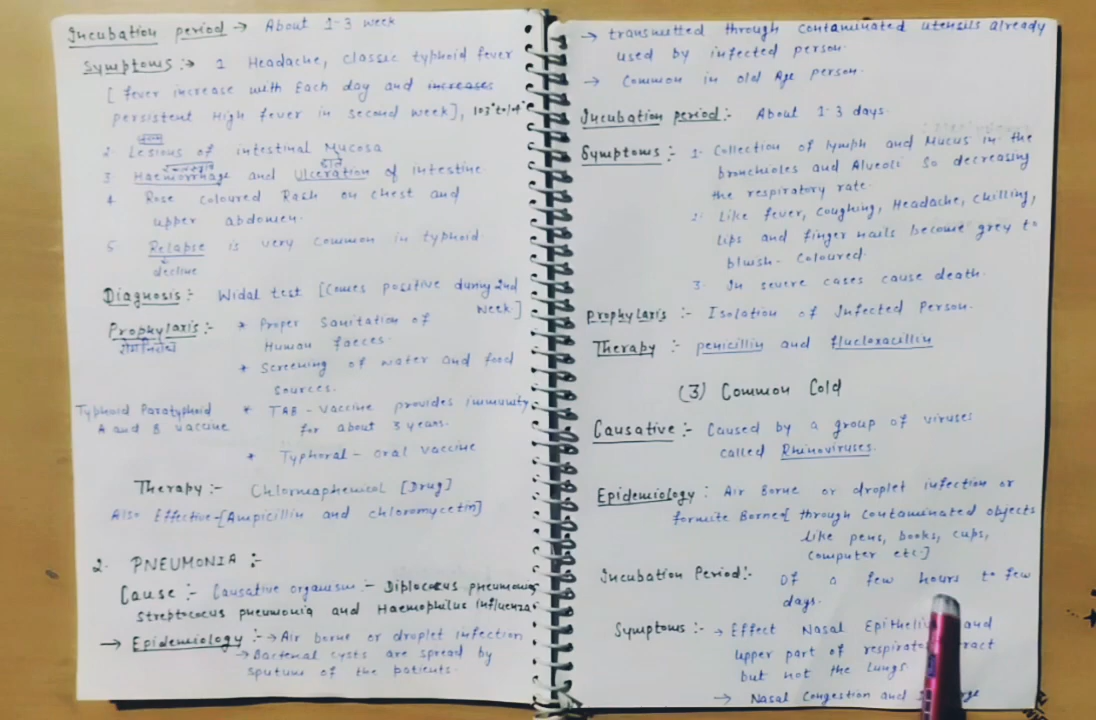 Incubation period → About 1-3 week
Symptoms :→ 1 Headache, classic typhoid fever
[ fever increase with Each day and increases
persistent High fever in second week], 103° to 104°
2. Lesions of intestinal Mucosa
3 Haemorrhage and Ulceration of intestine
4 Rose coloured Rash on chest and
upper abdomen.
5. Relapse is very common in typhoid
decline
Diagnosis :- Widal test [Comes positive during 2nd
week]
Prophylaxis :- * Proper Sanitation of
Human faeces.
* Screening of water and food
sources.
Typhoid Paratyphoid
A and B vaccine
* TAB - Vaccine provides immunity
for about 3 years.
* Typhoral - oral vaccine
Therapy :- Chlormaphenicol [Drug]
Also Effective-[Ampicillin and chloromycetin]
2. PNEUMONIA :-
Cause :- Causative organism :- Diplococus pneumonia,
Streptococus pneumonia and Haemophilus influenza
→ Epidemiology :- → Air borne or droplet infection
→ Bacterial cysts are spread by
sputum of the patients.
→ transmitted through contaminated utensils already
used by infected person.
→ Common in old Age person.
Incubation period :- About 1-3 days.
Symptoms :- 1. Collection of lymph and Mucus in the
bronchioles and Alveoli so decreasing
the respiratory rate.
2. Like fever, coughing, Headache, chilling,
lips and finger nails become grey to
bluish - coloured.
3. In severe cases cause death.
Prophylaxis :- Isolation of Infected Person.
Therapy :- penicillin and flucloxacillin
(3) Common Cold
Causative :- Caused by a group of viruses
called Rhinoviruses.
Epidemiology : Air Borne or droplet infection or
formite Borne [ through contaminated objects
like pens, books, cups,
computer etc.]
Incubation Period :- Of a few hours to few
days.
Symptoms :- → Effect Nasal and
upper part of
but not the Lungs
→ Nasal Congestion and